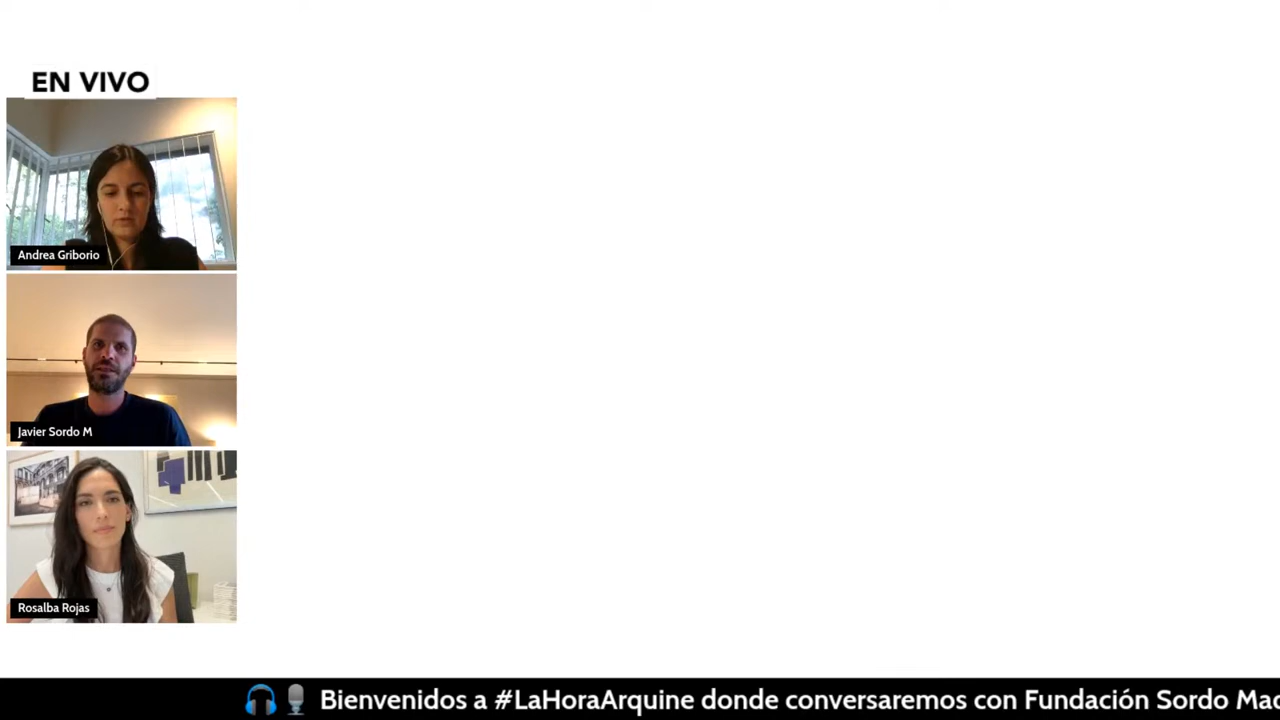 EN VIVO
Andrea Griborio
Javier Sordo M
Rosalba Rojas
Bienvenidos a #LaHoraArquine donde conversaremos con Fundación Sordo Mad